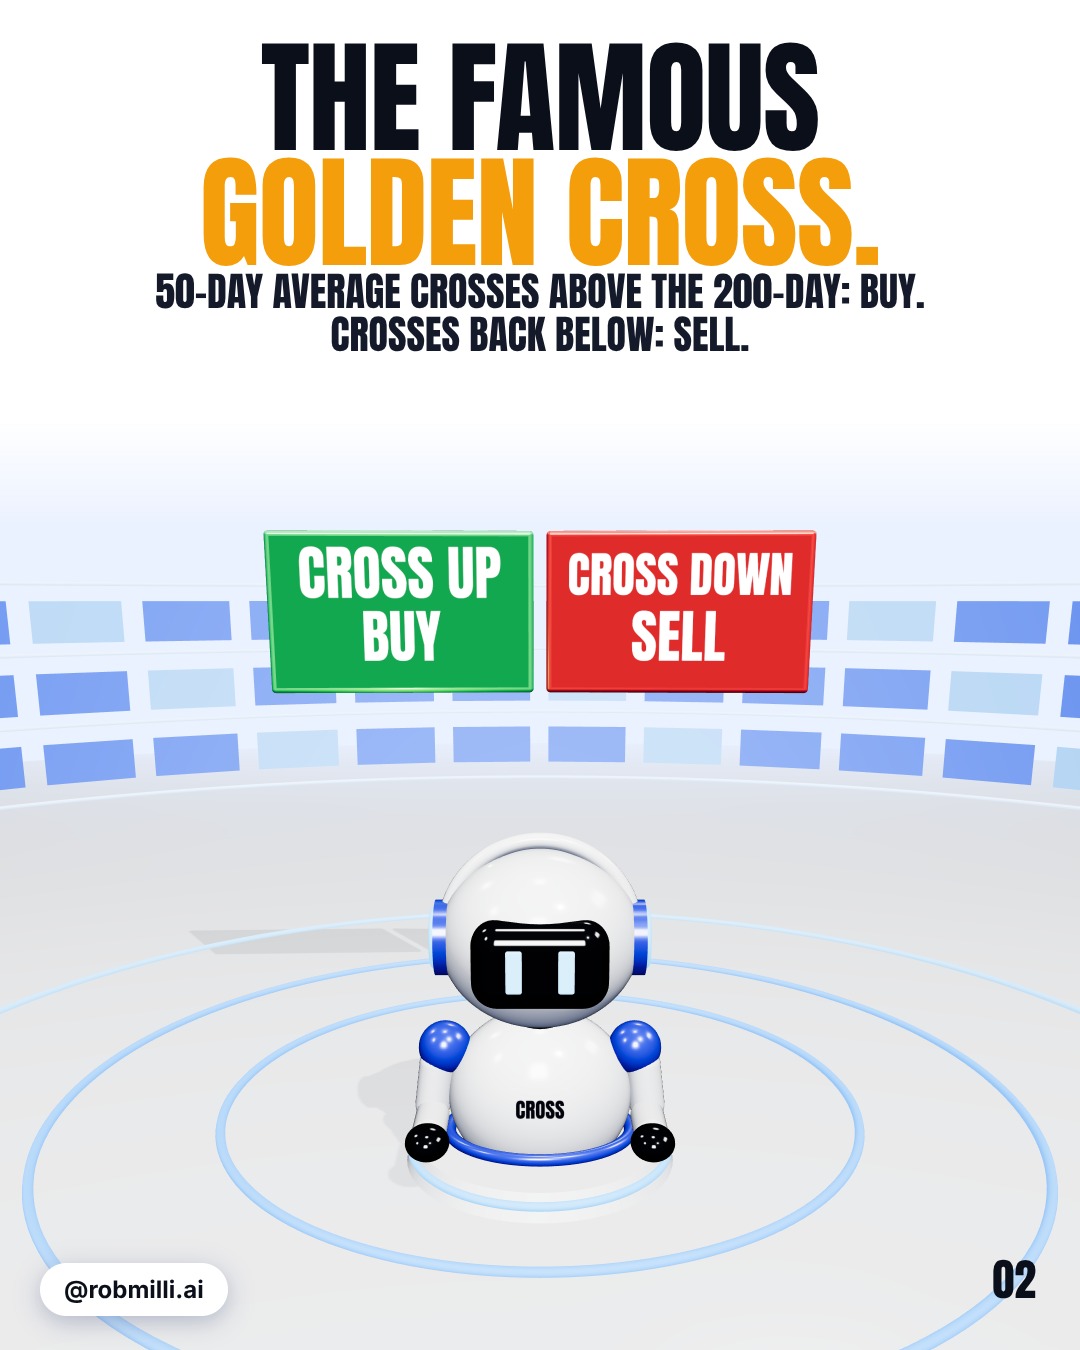 THE FAMOUS
GOLDEN CROSS.
50-DAY AVERAGE CROSSES ABOVE THE 200-DAY: BUY.
CROSSES BACK BELOW: SELL.
CROSS UP
BUY
CROSS DOWN
SELL
CROSS
@robmilli.ai
02